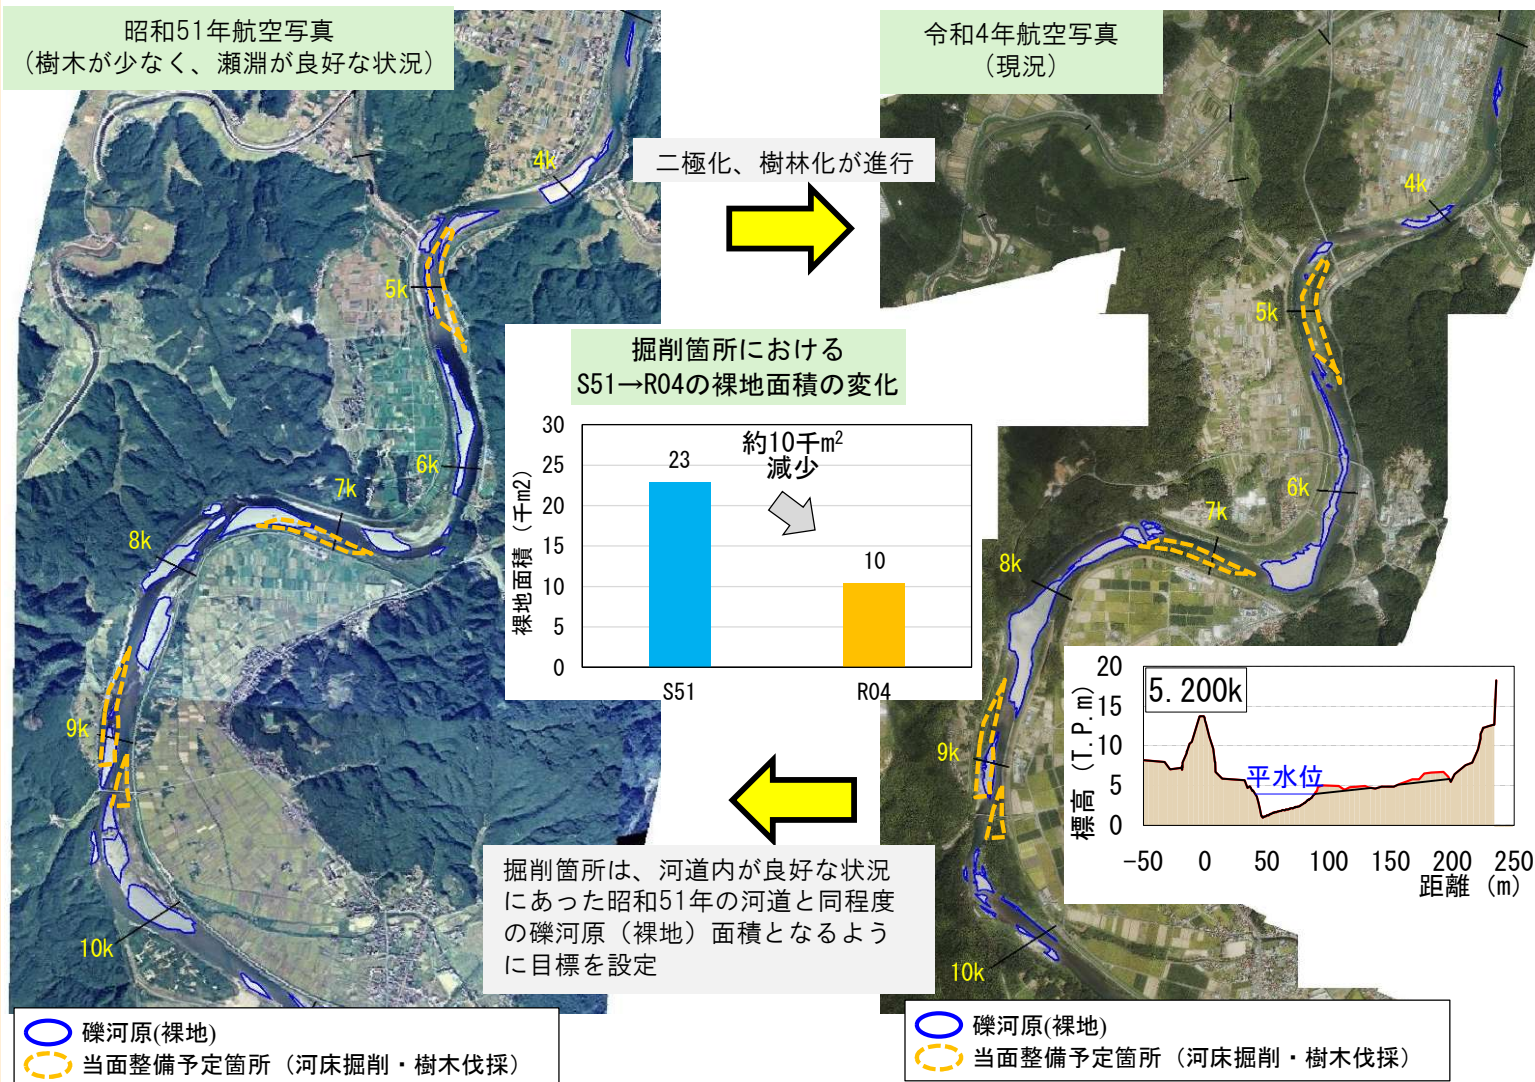 昭和51年航空写真
（樹木が少なく、瀬淵が良好な状況）
4k
5k
6k
7k
8k
9k
10k
二極化、樹林化が進行
令和4年航空写真
（現況）
4k
5k
6k
7k
8k
9k
10k
掘削箇所における
S51→R04の裸地面積の変化
裸地面積（千m2）
30
25
20
15
10
5
0
23
約10千m²
減少
10
S51
R04
5.200k
標高（T.P.m）
20
15
10
5
0
平水位
-50
0
50
100
150
200
250
距離（m）
掘削箇所は、河道内が良好な状況
にあった昭和51年の河道と同程度
の礫河原（裸地）面積となるよう
に目標を設定
礫河原(裸地)
当面整備予定箇所（河床掘削・樹木伐採）
礫河原(裸地)
当面整備予定箇所（河床掘削・樹木伐採）